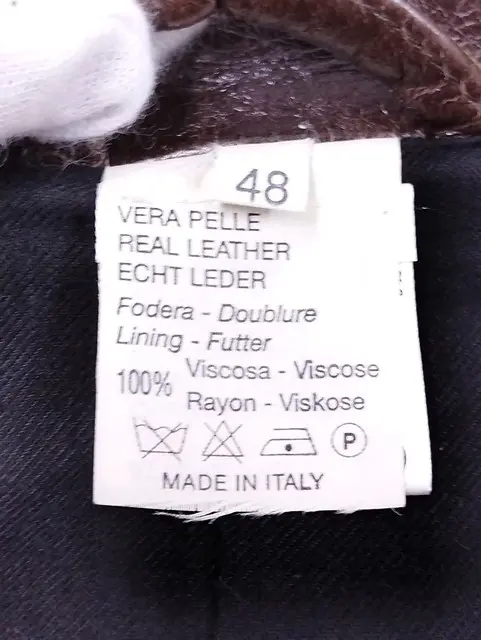 48
VERA PELLE
REAL LEATHER
ECHT LEDER
Fodera - Doublure
Lining - Futter
100% Viscosa - Viscose
Rayon - Viskose
P
MADE IN ITALY